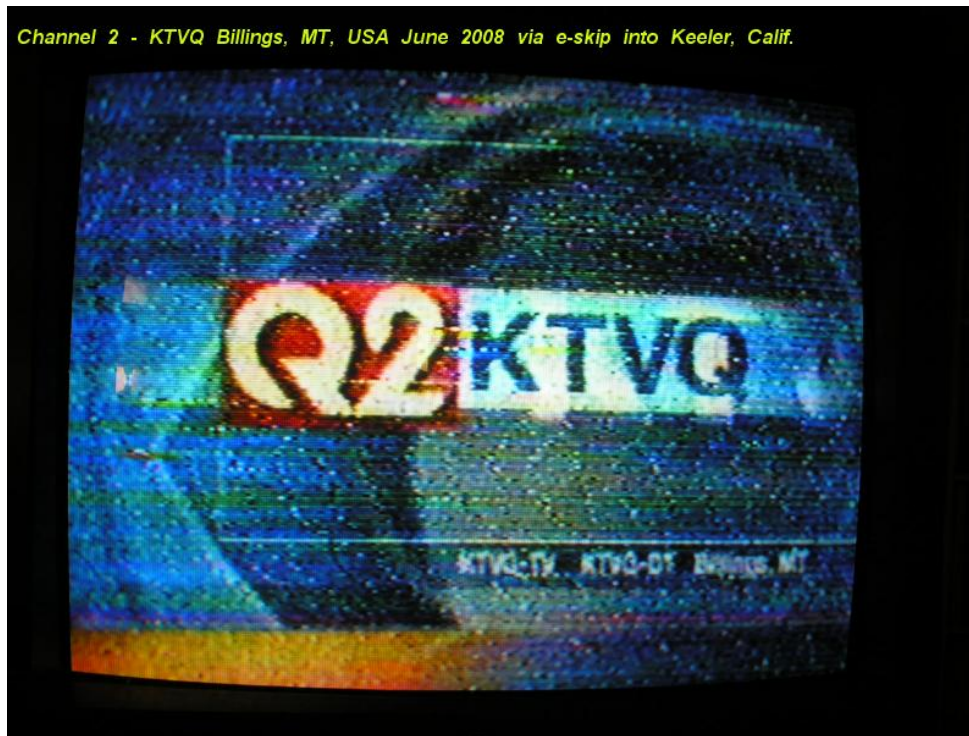 Channel 2 - KTVQ Billings, MT, USA June 2008 via e-skip into Keeler, Calif.
Q2 KTVQ
KTVQ-TV KTVQ-DT Billings, MT